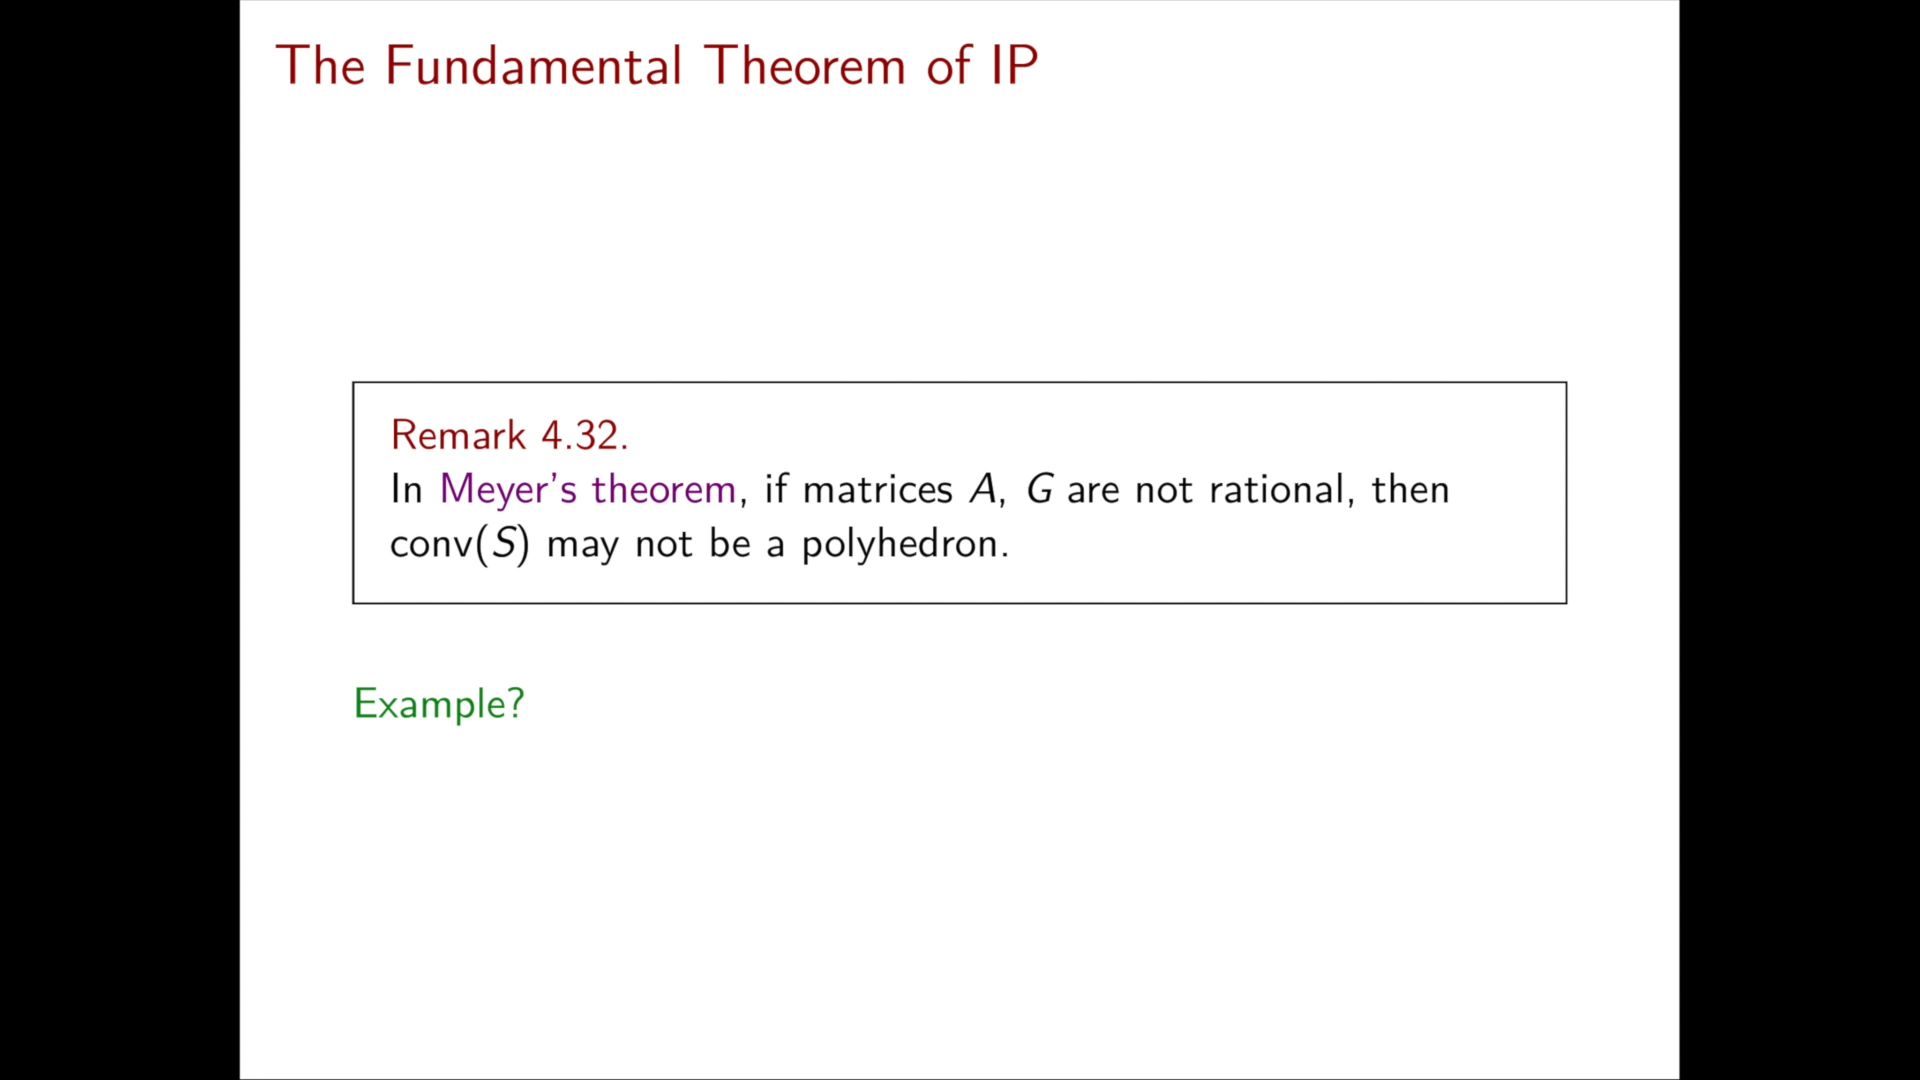 The Fundamental Theorem of IP
Remark 4.32.
In Meyer's theorem, if matrices A, G are not rational, then
conv(S) may not be a polyhedron.
Example?